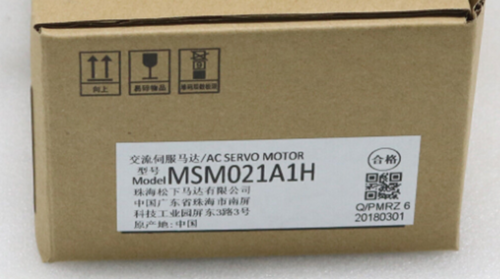 向上
易碎物品
交流伺服马达/AC SERVO MOTOR
型号
Model MSM021A1H
合格
珠海松下马达有限公司
中国广东省珠海市南屏
科技工业园屏东3路3号
原产地: 中国
Q/PMRZ 6
20180301